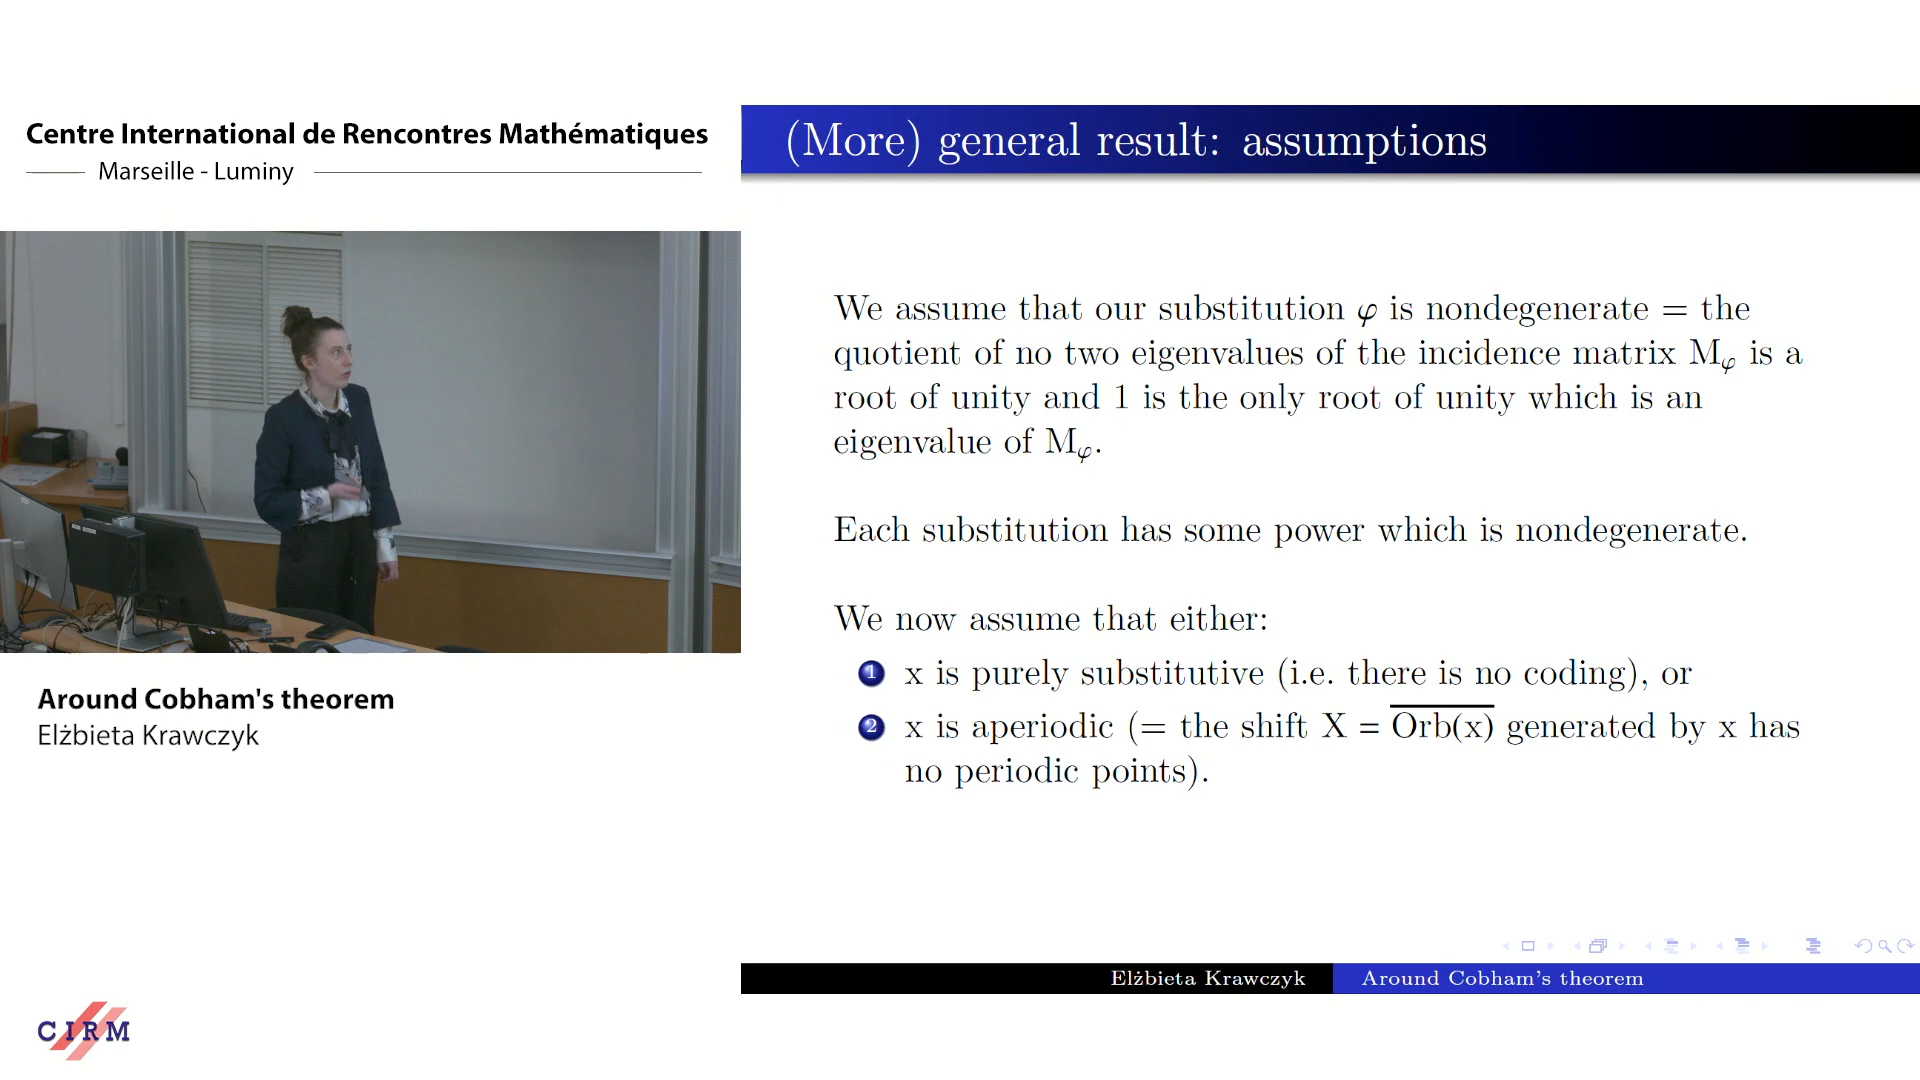 Centre International de Rencontres Mathématiques
Marseille - Luminy
(More) general result: assumptions
We assume that our substitution φ is nondegenerate = the
quotient of no two eigenvalues of the incidence matrix Mφ is a
root of unity and 1 is the only root of unity which is an
eigenvalue of Mφ.
Each substitution has some power which is nondegenerate.
We now assume that either:
1 x is purely substitutive (i.e. there is no coding), or
2 x is aperiodic (= the shift X = Orb(x) generated by x has
no periodic points).
Around Cobham's theorem
Elżbieta Krawczyk
Elżbieta Krawczyk
Around Cobham's theorem
CIRM